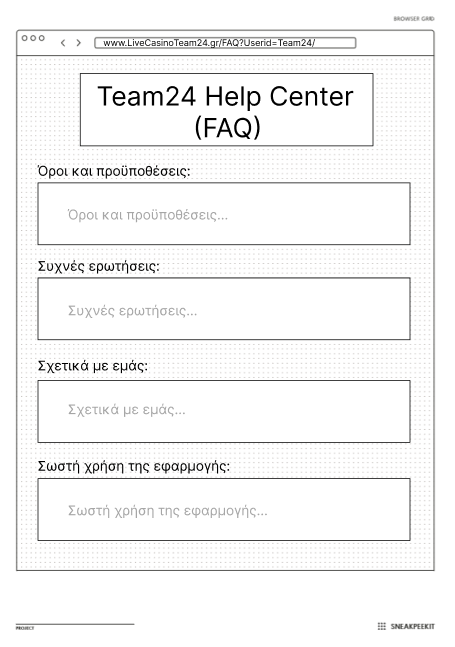 BROWSER GRID
www.LiveCasinoTeam24.gr/FAQ?Userid=Team24/
Team24 Help Center
(FAQ)
Όροι και προϋποθέσεις:
Όροι και προϋποθέσεις...
Συχνές ερωτήσεις:
Συχνές ερωτήσεις...
Σχετικά με εμάς:
Σχετικά με εμάς...
Σωστή χρήση της εφαρμογής:
Σωστή χρήση της εφαρμογής...
PROJECT
SNEAKPEEKIT